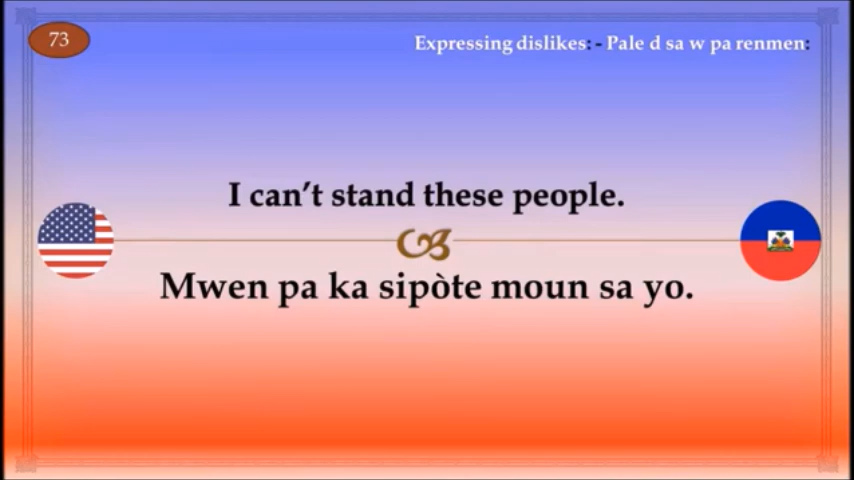 73
Expressing dislikes: - Pale d sa w pa renmen:
I can't stand these people.
Mwen pa ka sipòte moun sa yo.